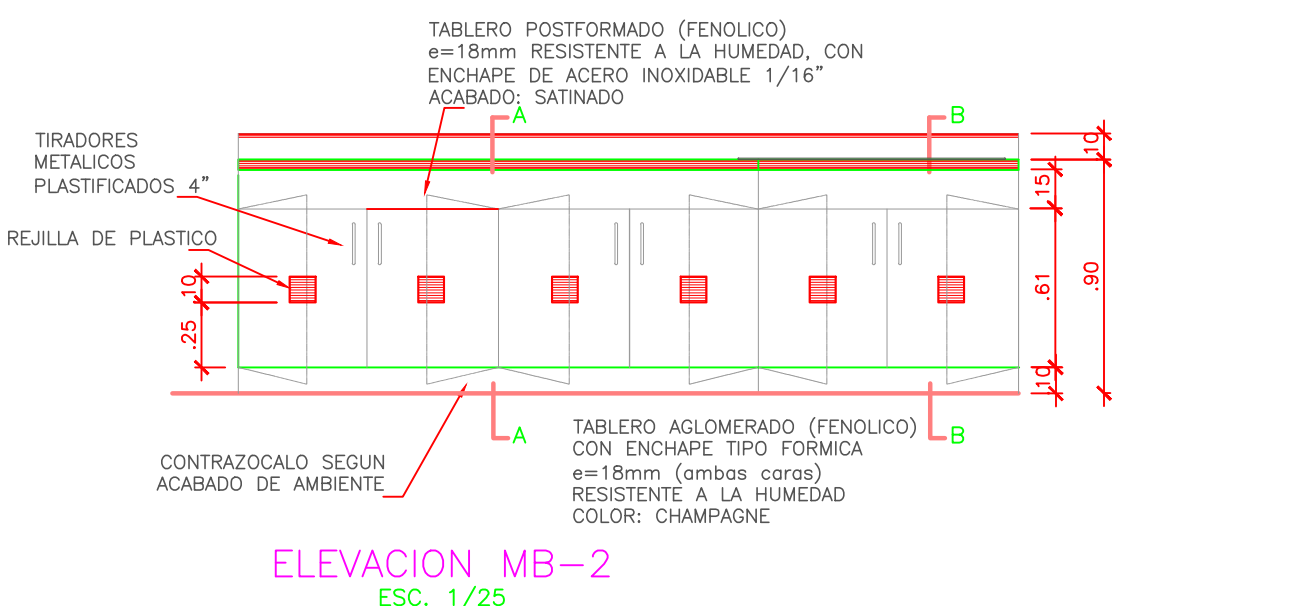 TABLERO POSTFORMADO (FENOLICO)
e=18mm RESISTENTE A LA HUMEDAD, CON
ENCHAPE DE ACERO INOXIDABLE 1/16”
ACABADO: SATINADO
A
B
TIRADORES
METALICOS
PLASTIFICADOS 4”
REJILLA DE PLASTICO
10
.25
10
15
.61
.90
10
A
B
TABLERO AGLOMERADO (FENOLICO)
CON ENCHAPE TIPO FORMICA
e=18mm (ambas caras)
RESISTENTE A LA HUMEDAD
COLOR: CHAMPAGNE
CONTRAZOCALO SEGUN
ACABADO DE AMBIENTE
ELEVACION MB-2
ESC. 1/25